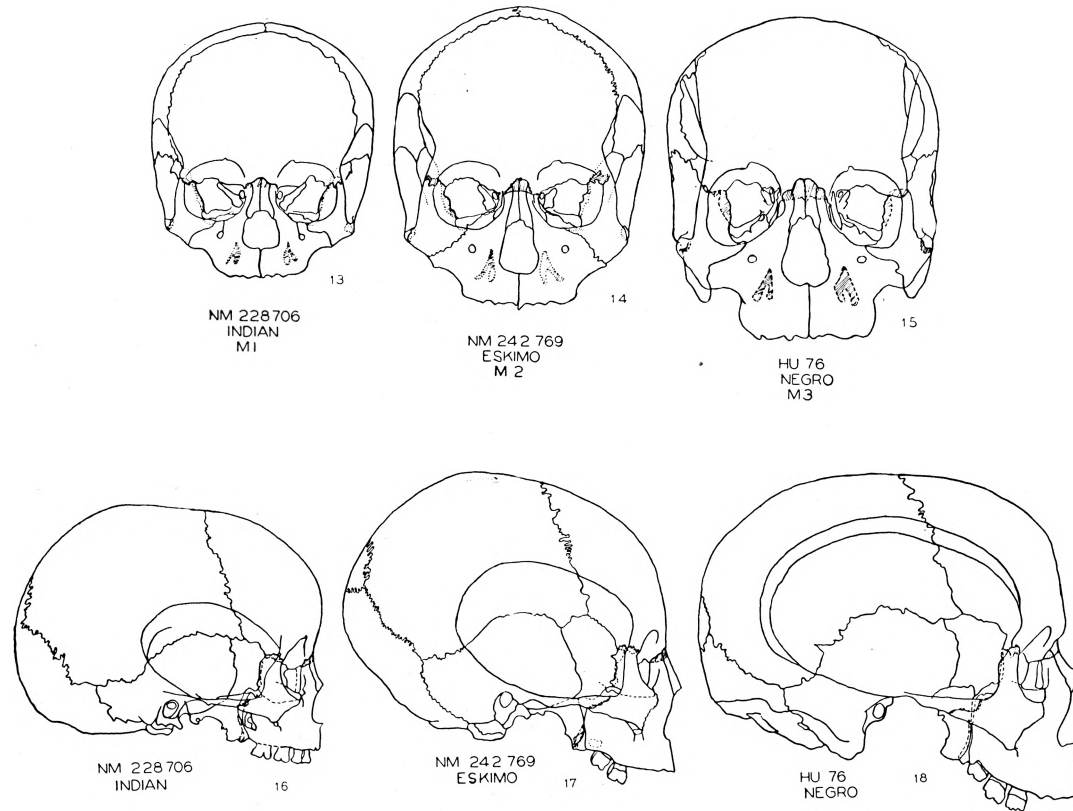 13
NM 228706
INDIAN
M1
14
NM 242 769
ESKIMO
M 2
15
HU 76
NEGRO
M3
NM 228706
INDIAN
16
NM 242 769
ESKIMO
17
HU 76
NEGRO
18